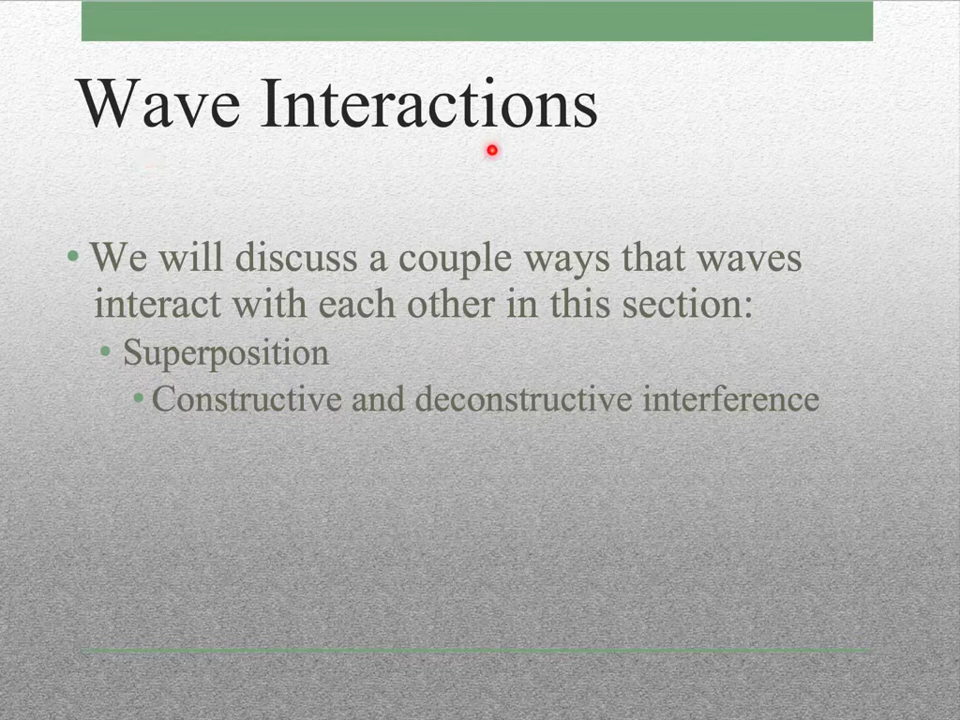 Wave Interactions
• We will discuss a couple ways that waves
interact with each other in this section:
• Superposition
• Constructive and deconstructive interference